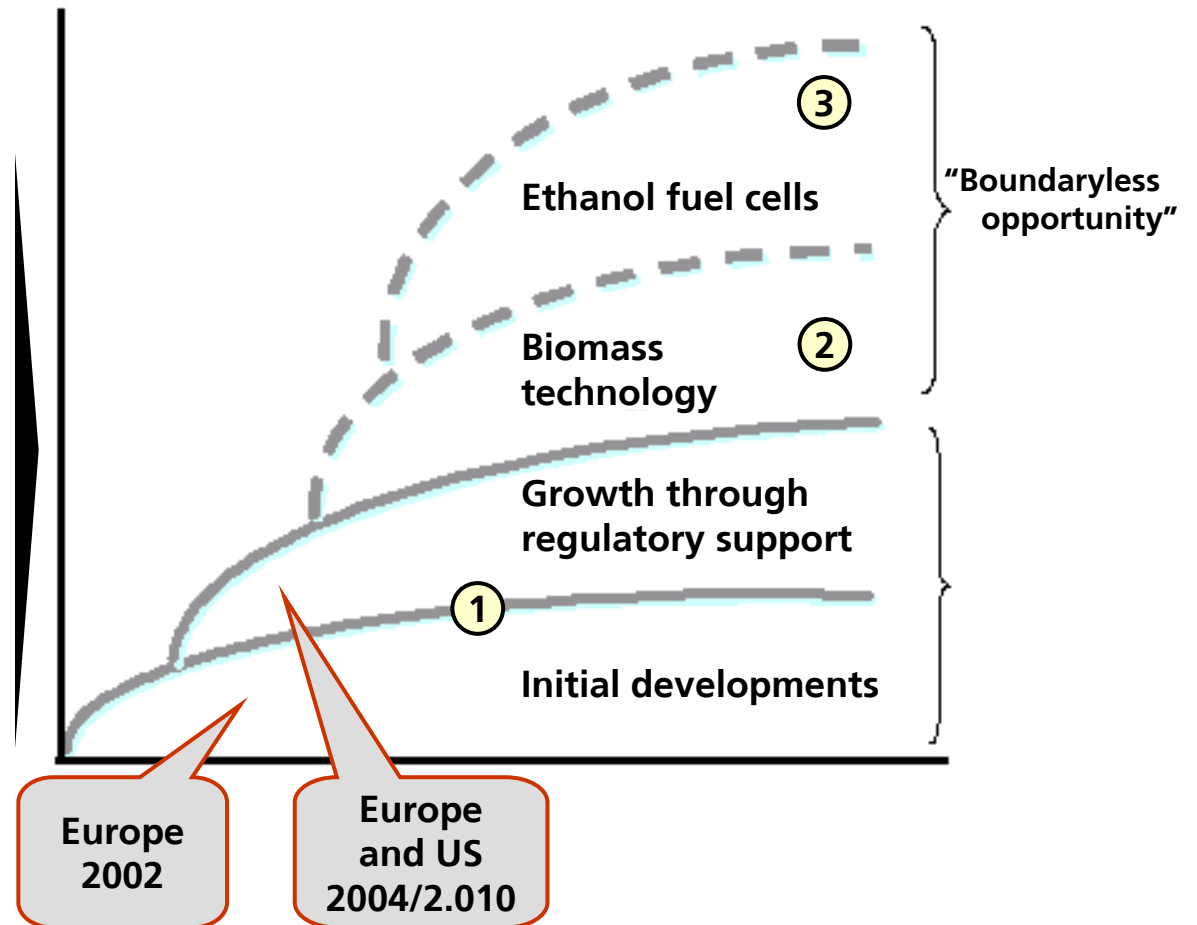 3
Ethanol fuel cells
"Boundaryless
opportunity"
2
Biomass
technology
Growth through
regulatory support
1
Initial developments
Europe
2002
Europe
and US
2004/2.010